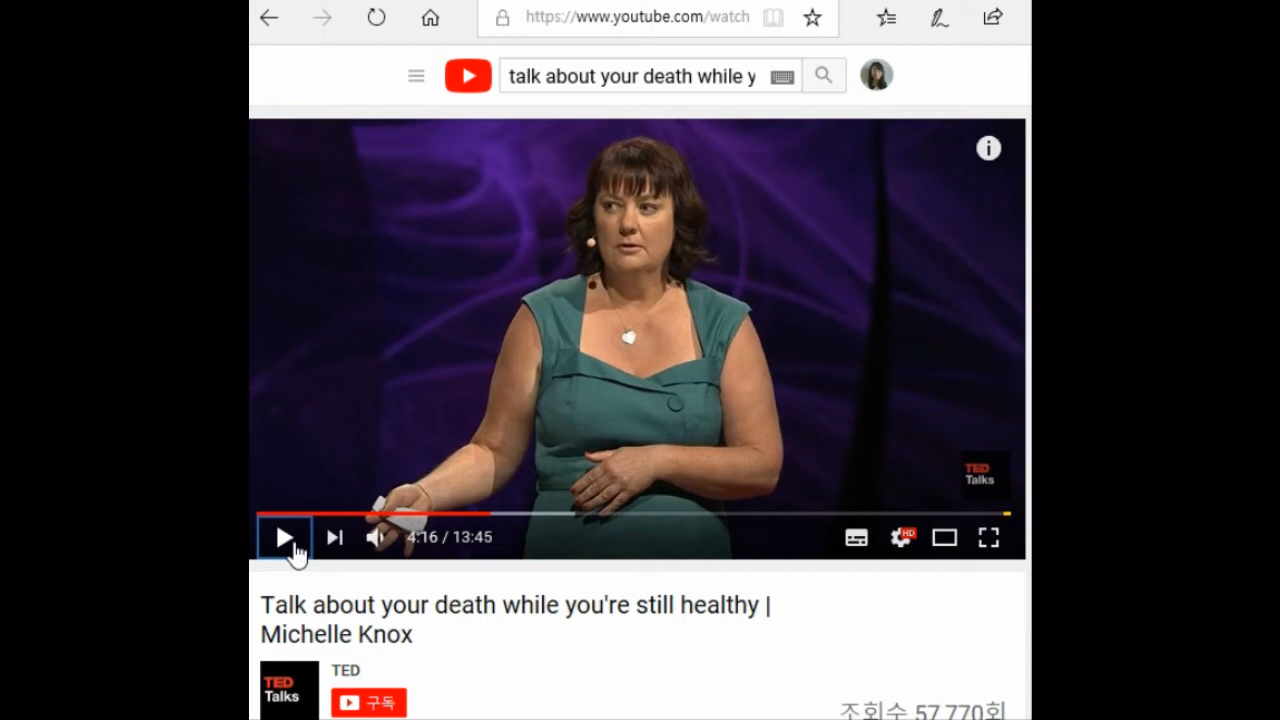 https://www.youtube.com/watch
talk about your death while y
TED
Talks
4:16 / 13:45
HD
Talk about your death while you're still healthy |
Michelle Knox
TED
Talks
TED
구독
조회수 57,770회